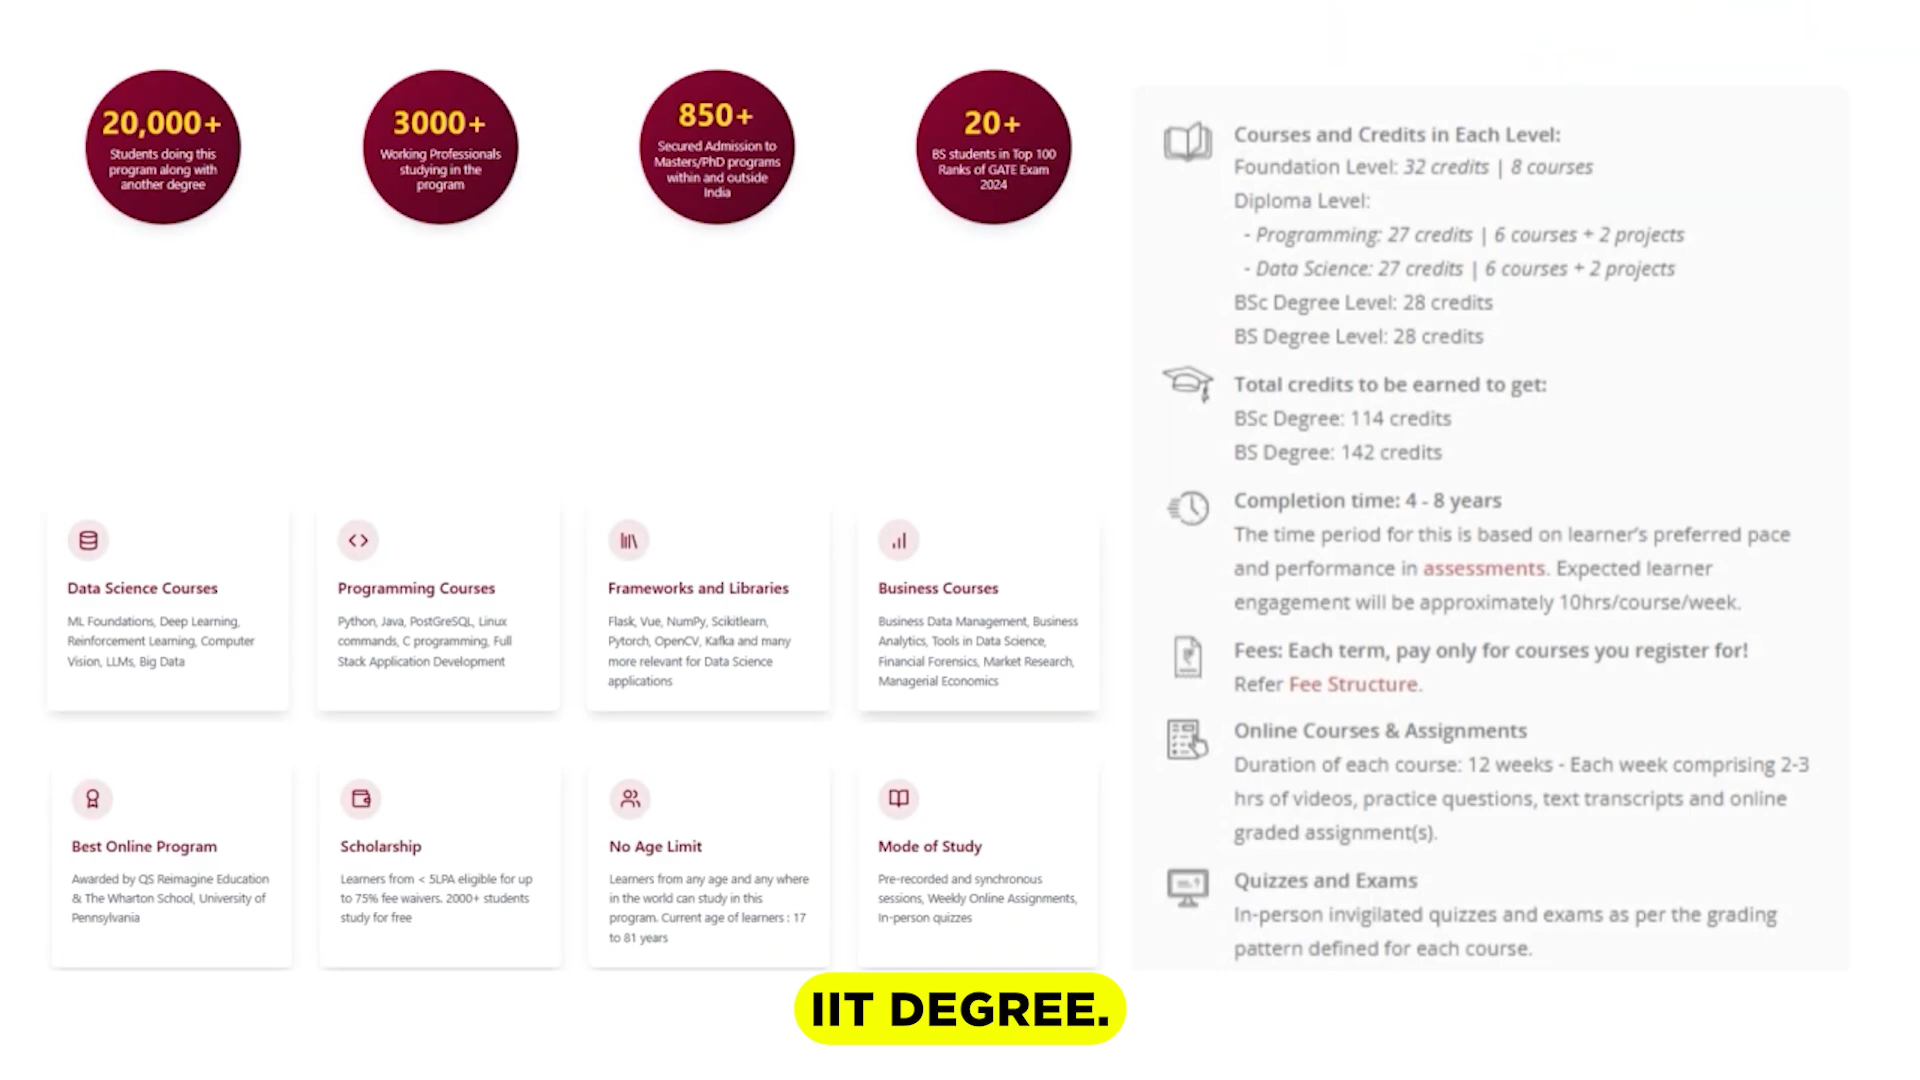 20,000+
Students doing this
program along with
another degree
3000+
Working Professionals
studying in the
program
850+
Secured Admission to
Masters/PhD programs
within and outside
India
20+
BS students in Top 100
Ranks of GATE Exam
2024
Data Science Courses
ML Foundations, Deep Learning,
Reinforcement Learning, Computer
Vision, LLMs, Big Data
Programming Courses
Python, Java, PostGreSQL, Linux
commands, C programming, Full
Stack Application Development
Frameworks and Libraries
Flask, Vue, NumPy, Scikitlearn,
Pytorch, OpenCV, Kafka and many
more relevant for Data Science
applications
Business Courses
Business Data Management, Business
Analytics, Tools in Data Science,
Financial Forensics, Market Research,
Managerial Economics
Best Online Program
Awarded by QS Reimagine Education
& The Wharton School, University of
Pennsylvania
Scholarship
Learners from < 5LPA eligible for up
to 75% fee waivers. 2000+ students
study for free
No Age Limit
Learners from any age and any where
in the world can study in this
program. Current age of learners : 17
to 81 years
Mode of Study
Pre-recorded and synchronous
sessions, Weekly Online Assignments,
In-person quizzes
Courses and Credits in Each Level:
Foundation Level: 32 credits | 8 courses
Diploma Level:
- Programming: 27 credits | 6 courses + 2 projects
- Data Science: 27 credits | 6 courses + 2 projects
BSc Degree Level: 28 credits
BS Degree Level: 28 credits
Total credits to be earned to get:
BSc Degree: 114 credits
BS Degree: 142 credits
Completion time: 4 - 8 years
The time period for this is based on learner's preferred pace
and performance in assessments. Expected learner
engagement will be approximately 10hrs/course/week.
Fees: Each term, pay only for courses you register for!
Refer Fee Structure.
Online Courses & Assignments
Duration of each course: 12 weeks - Each week comprising 2-3
hrs of videos, practice questions, text transcripts and online
graded assignment(s).
Quizzes and Exams
In-person invigilated quizzes and exams as per the grading
pattern defined for each course.
IIT DEGREE.